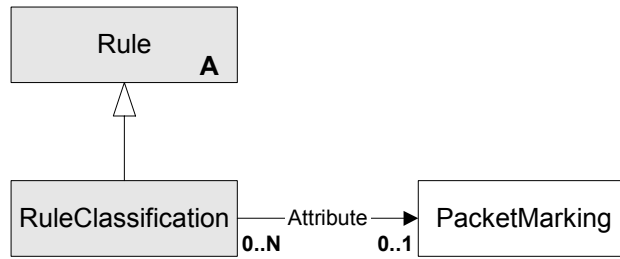 Rule
A
RuleClassification
Attribute
PacketMarking
0..N
0..1